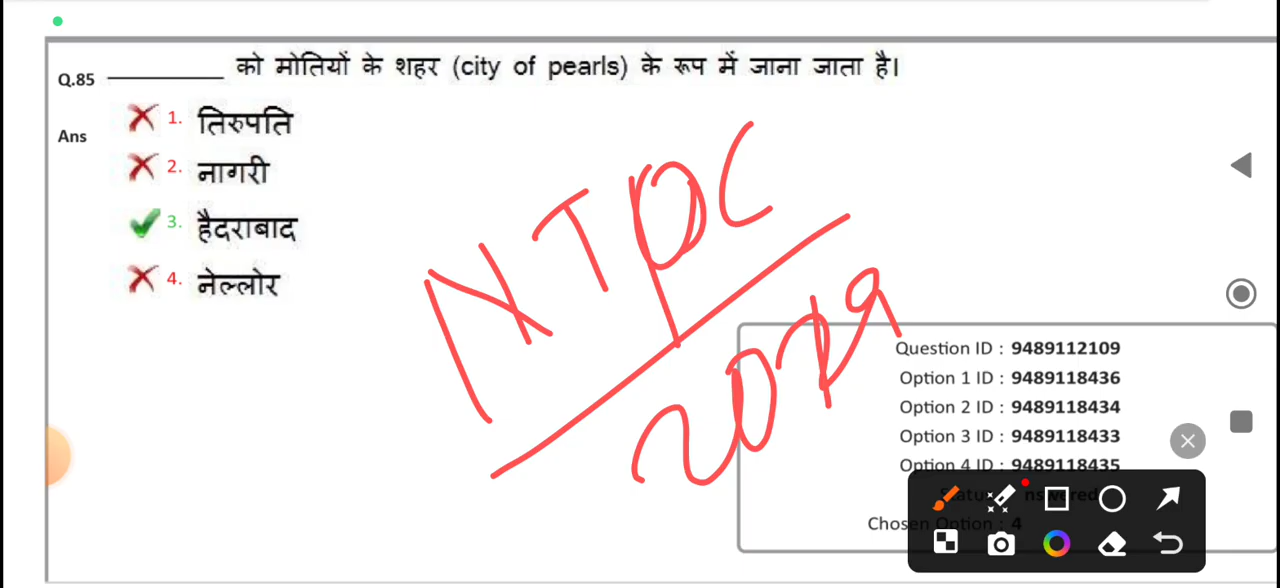 Q.85 __________ को मोतियों के शहर (city of pearls) के रूप में जाना जाता है।
Ans
1. तिरुपति
2. नागरी
3. हैदराबाद
4. नेल्लोर
NTPC
2019
Question ID : 9489112109
Option 1 ID : 9489118436
Option 2 ID : 9489118434
Option 3 ID : 9489118433
Option 4 ID : 9489118435
Chosen Option : 4